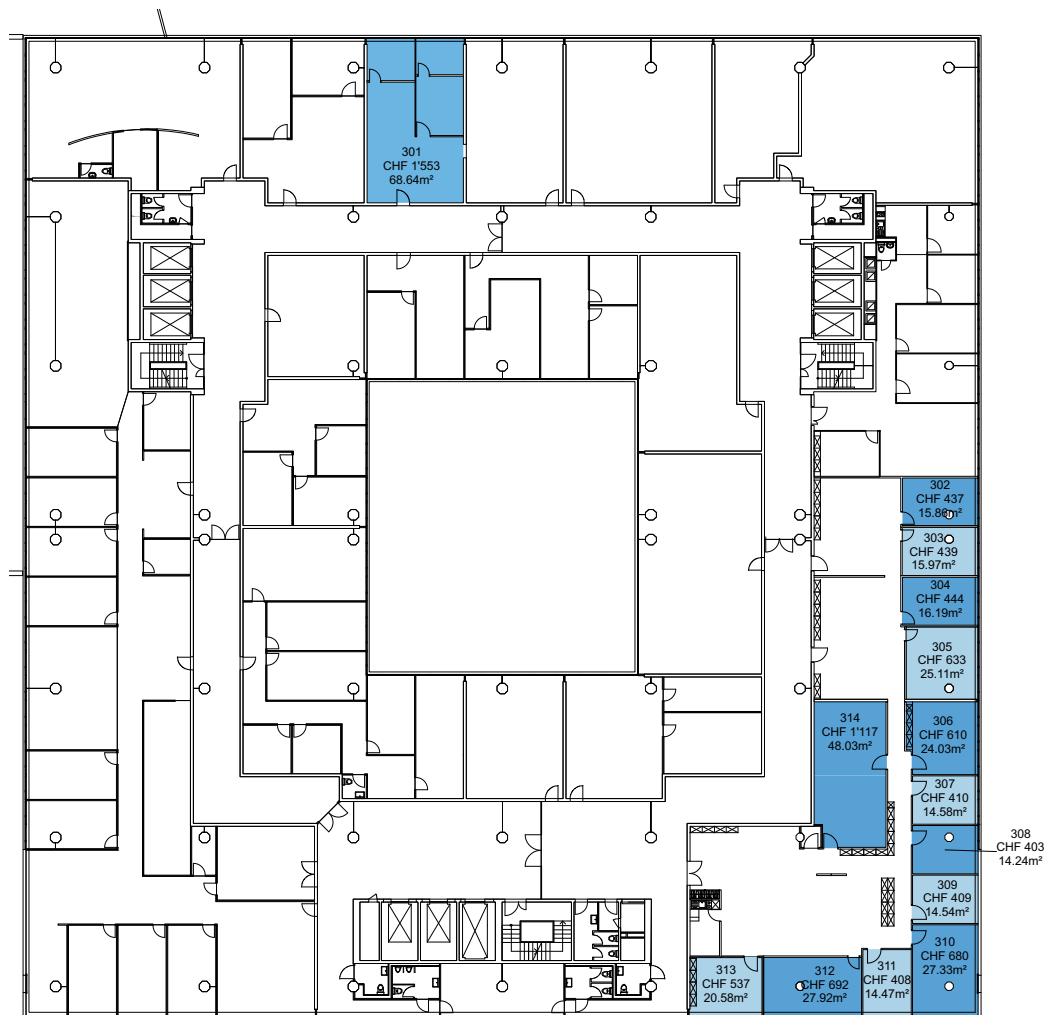 301
CHF 1'553
68.64m²
302
CHF 437
15.86m²
303
CHF 439
15.97m²
304
CHF 444
16.19m²
305
CHF 633
25.11m²
306
CHF 610
24.03m²
314
CHF 1'117
48.03m²
307
CHF 410
14.58m²
308
CHF 403
14.24m²
309
CHF 409
14.54m²
310
CHF 680
27.33m²
311
CHF 408
14.47m²
312
CHF 692
27.92m²
313
CHF 537
20.58m²